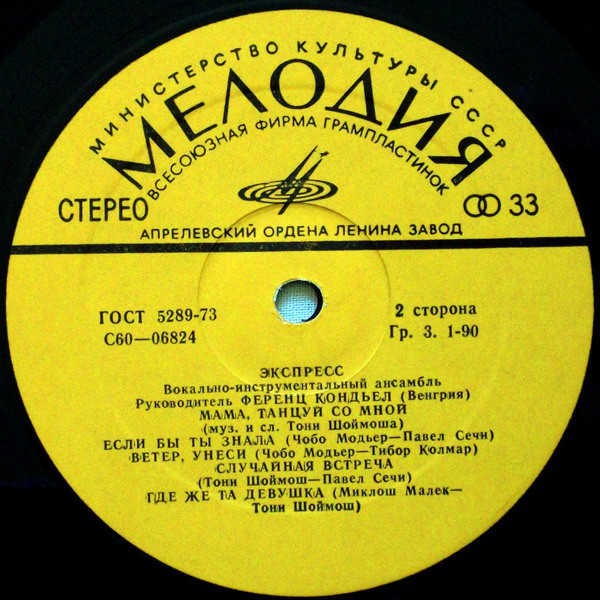 МИНИСТЕРСТВО КУЛЬТУРЫ СССР
МЕЛОДИЯ
ВСЕСОЮЗНАЯ ФИРМА ГРАМПЛАСТИНОК
СТЕРЕО
33
АПРЕЛЕВСКИЙ ОРДЕНА ЛЕНИНА ЗАВОД
ГОСТ 5289-73
2 сторона
С60—06824
Гр. 3. 1-90
ЭКСПРЕСС
Вокально-инструментальный ансамбль
Руководитель ФЕРЕНЦ КОНДЬЕЛ (Венгрия)
МАМА, ТАНЦУЙ СО МНОЙ
(муз. и сл. Тони Шоймоша)
ЕСЛИ БЫ ТЫ ЗНАЛА (Чобо Модьер—Павел Сечи)
ВЕТЕР, УНЕСИ (Чобо Модьер—Тибор Колмар)
СЛУЧАЙНАЯ ВСТРЕЧА
(Тони Шоймош—Павел Сечи)
ГДЕ ЖЕ ТА ДЕВУШКА (Миклош Малек—
Тони Шоймош)